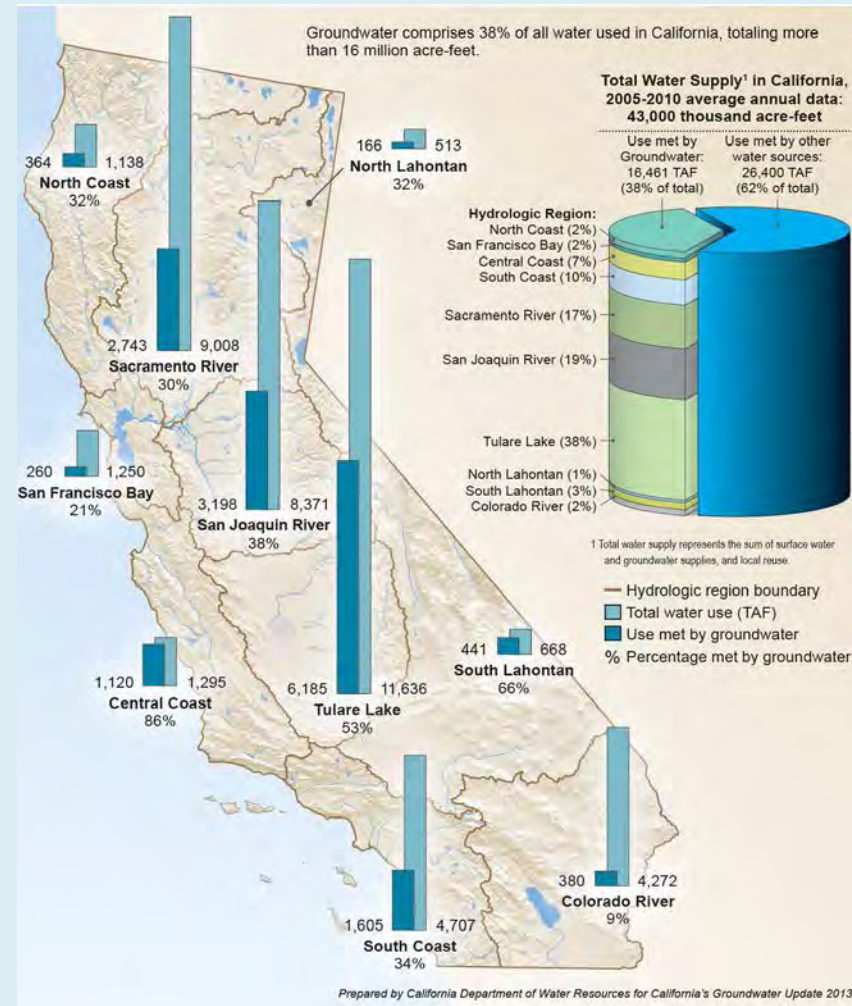 Groundwater comprises 38% of all water used in California, totaling more
than 16 million acre-feet.
Total Water Supply¹ in California,
2005-2010 average annual data:
43,000 thousand acre-feet
Use met by
Groundwater:
16,461 TAF
(38% of total)
Use met by other
water sources:
26,400 TAF
(62% of total)
Hydrologic Region:
North Coast (2%)
San Francisco Bay (2%)
Central Coast (7%)
South Coast (10%)
Sacramento River (17%)
San Joaquin River (19%)
Tulare Lake (38%)
North Lahontan (1%)
South Lahontan (3%)
Colorado River (2%)
1 Total water supply represents the sum of surface water
and groundwater supplies, and local reuse.
Hydrologic region boundary
Total water use (TAF)
Use met by groundwater
% Percentage met by groundwater
364 1,138
North Coast
32%
166 513
North Lahontan
32%
2,743 9,008
Sacramento River
30%
260 1,250
San Francisco Bay
21%
3,198 8,371
San Joaquin River
38%
1,120 1,295
Central Coast
86%
6,185 11,636
Tulare Lake
53%
441 668
South Lahontan
66%
1,605 4,707
South Coast
34%
380 4,272
Colorado River
9%
Prepared by California Department of Water Resources for California's Groundwater Update 2013